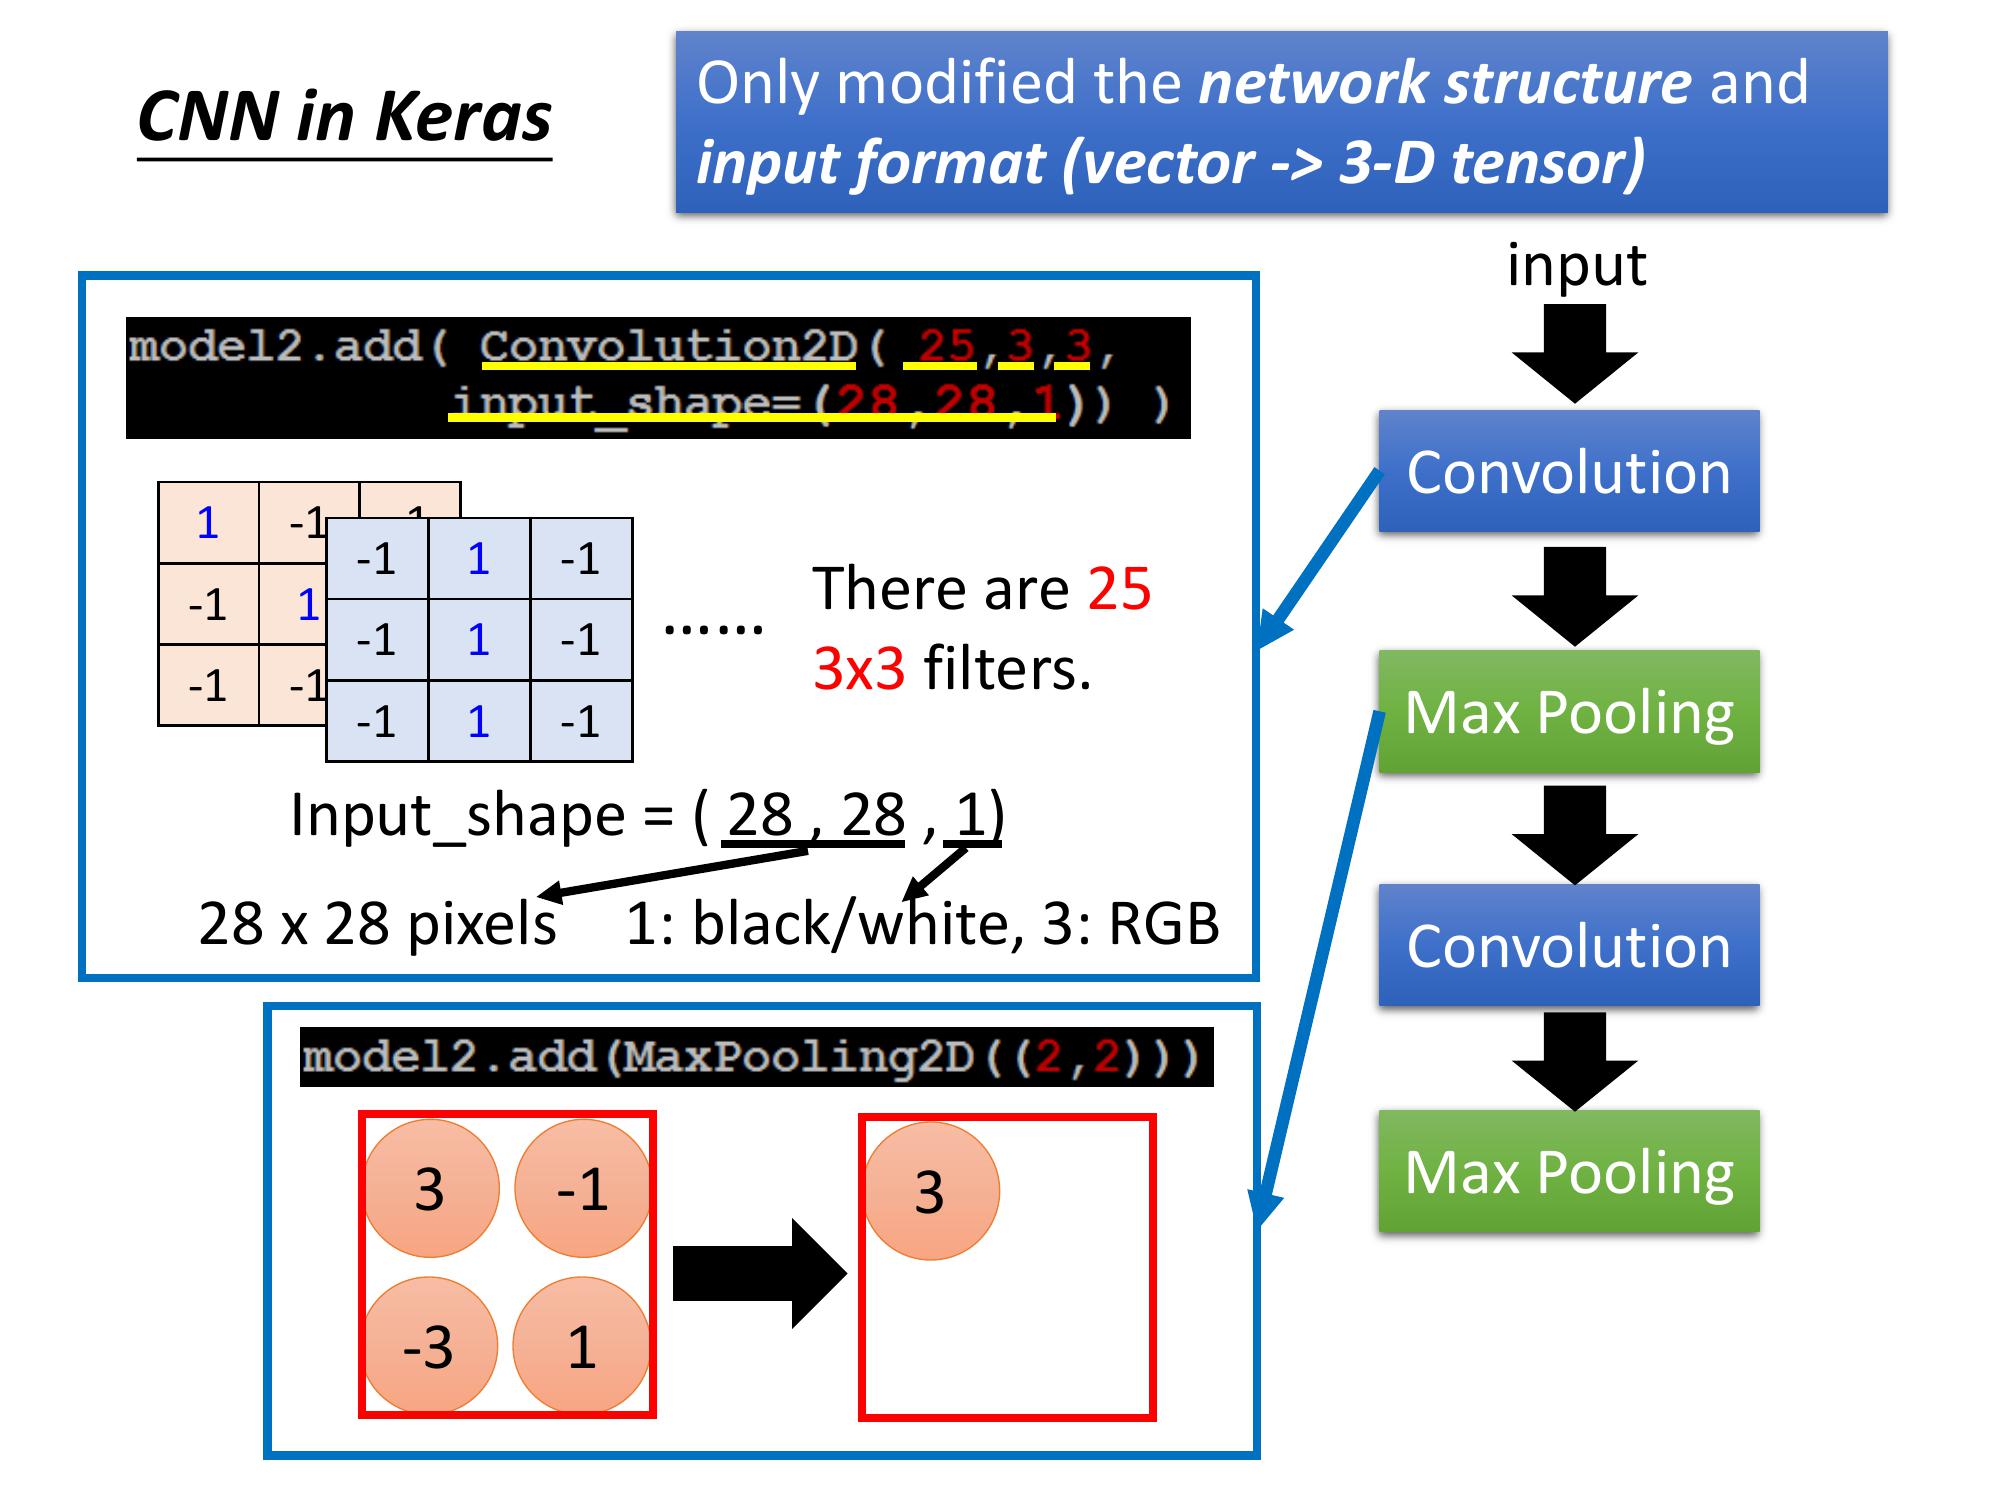 CNN in Keras
Only modified the network structure and
input format (vector -> 3-D tensor)
model2.add( Convolution2D( 25,3,3,
input_shape=(28,28,1)) )
1 -1 -1
-1 1
-1 -1
-1 1 -1
-1 1 -1
-1 1 -1
……
There are 25
3x3 filters.
Input_shape = ( 28 , 28 , 1)
28 x 28 pixels
1: black/white, 3: RGB
model2.add(MaxPooling2D((2,2)))
3 -1
-3 1
3
input
Convolution
Max Pooling
Convolution
Max Pooling